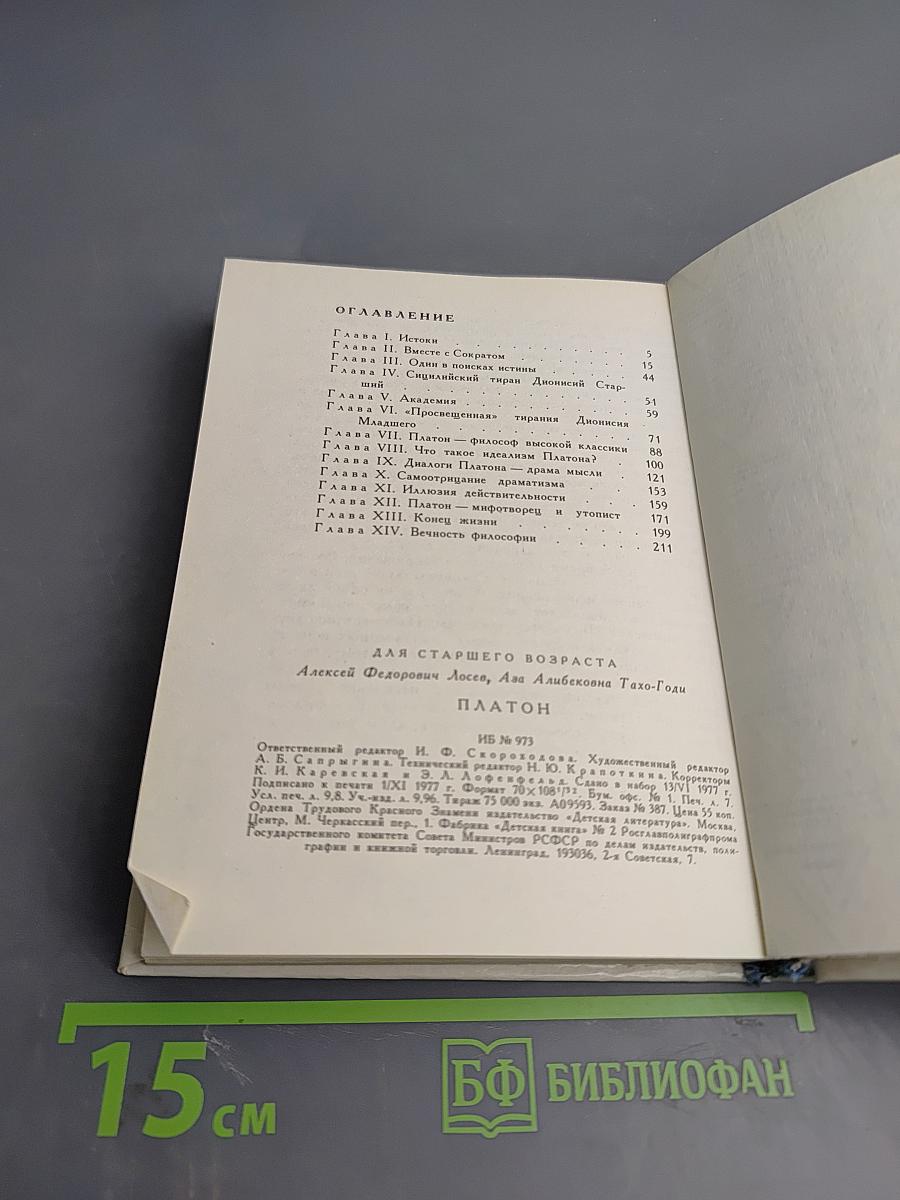 ОГЛАВЛЕНИЕ
Глава I. Истоки . . . . . . . . . . 5
Глава II. Вместе с Сократом . . . . . . 15
Глава III. Один в поисках истины . . . . . 44
Глава IV. Сицилийский тиран Дионисий Стар-
ший . . . . . . . . . . 51
Глава V. Академия . . . . . . . . . 59
Глава VI. «Просвещенная» тирания Дионисия
Младшего . . . . . . . . . 71
Глава VII. Платон — философ высокой классики 88
Глава VIII. Что такое идеализм Платона? . 100
Глава IX. Диалоги Платона — драма мысли . 121
Глава X. Самоотрицание драматизма . . 153
Глава XI. Иллюзия действительности . . 159
Глава XII. Платон — мифотворец и утопист 171
Глава XIII. Конец жизни . . . . . . 199
Глава XIV. Вечность философии . . . . . 211
ДЛЯ СТАРШЕГО ВОЗРАСТА
Алексей Федорович Лосев, Аза Алибековна Тахо-Годи
ПЛАТОН
ИБ № 973
Ответственный редактор И. Ф. Скороходова. Художественный редактор
А. Б. Сапрыгина. Технический редактор Н. Ю. Крапоткина. Корректоры
К. И. Каревская и Э. Л. Лофенфельд. Сдано в набор 13/VI 1977 г.
Подписано к печати 1/XI 1977 г. Формат 70×108¹/₃₂. Бум. офс. № 1. Печ. л. 7.
Усл. печ. л. 9,8. Уч.-изд. л. 9,96. Тираж 75 000 экз. А09593. Заказ № 387. Цена 55 коп.
Ордена Трудового Красного Знамени издательство «Детская литература». Москва,
Центр, М. Черкасский пер., 1. Фабрика «Детская книга» № 2 Росглавполиграфпрома
Государственного комитета Совета Министров РСФСР по делам издательств, поли-
графии и книжной торговли. Ленинград, 193036, 2-я Советская, 7.
15 см
БФ БИБЛИОФАН